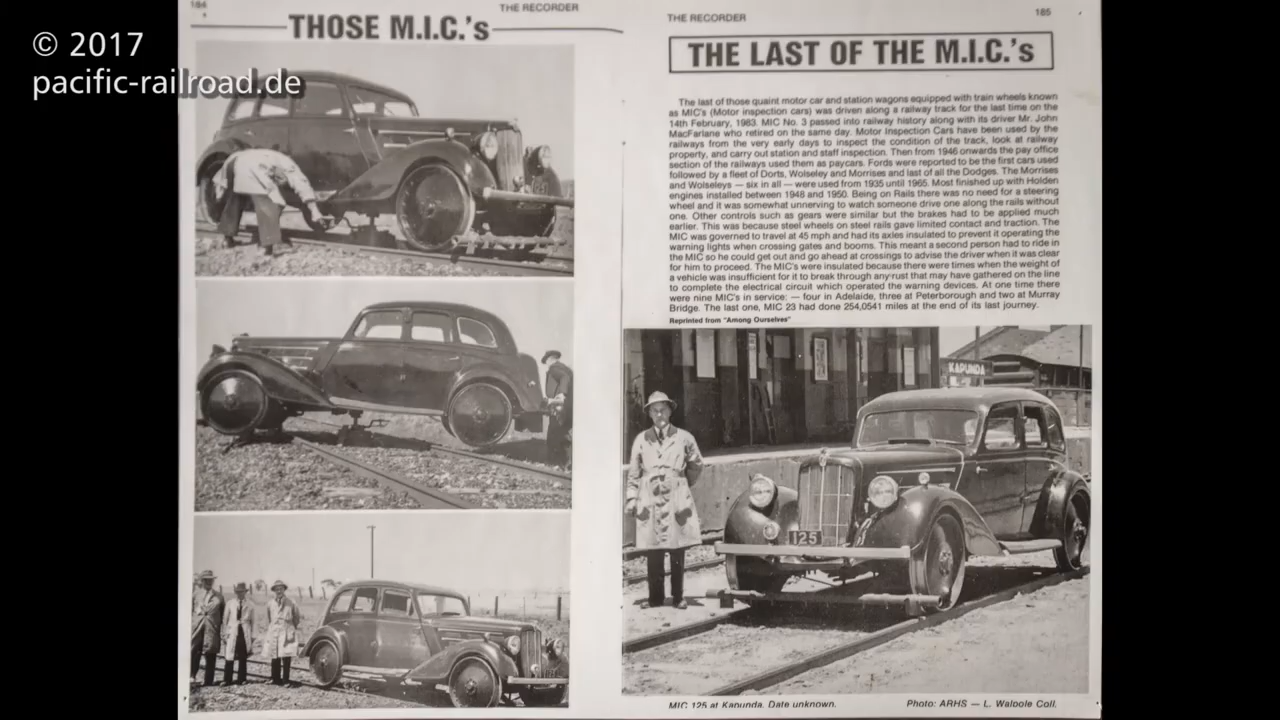 © 2017
pacific-railroad.de
184
THE RECORDER
THOSE M.I.C.'s
THE RECORDER
185
THE LAST OF THE M.I.C.'s
The last of those quaint motor car and station wagons equipped with train wheels known
as MIC's (Motor inspection cars) was driven along a railway track for the last time on the
14th February, 1983. MIC No. 3 passed into railway history along with its driver Mr. John
MacFarlane who retired on the same day. Motor Inspection Cars have been used by the
railways from the very early days to inspect the condition of the track, look at railway
property, and carry out station and staff inspection. Then from 1946 onwards the pay office
section of the railways used them as paycars. Fords were reported to be the first cars used
followed by a fleet of Dorts, Wolseley and Morrises and last of all the Dodges. The Morrises
and Wolseleys — six in all — were used from 1935 until 1965. Most finished up with Holden
engines installed between 1948 and 1950. Being on Rails there was no need for a steering
wheel and it was somewhat unnerving to watch someone drive one along the rails without
one. Other controls such as gears were similar but the brakes had to be applied much
earlier. This was because steel wheels on steel rails gave limited contact and traction. The
MIC was governed to travel at 45 mph and had its axles insulated to prevent it operating the
warning lights when crossing gates and booms. This meant a second person had to ride in
the MIC so he could get out and go ahead at crossings to advise the driver when it was clear
for him to proceed. The MIC's were insulated because there were times when the weight of
a vehicle was insufficient for it to break through any rust that may have gathered on the line
to complete the electrical circuit which operated the warning devices. At one time there
were nine MIC's in service: — four in Adelaide, three at Peterborough and two at Murray
Bridge. The last one, MIC 23 had done 254,0541 miles at the end of its last journey.
Reprinted from "Among Ourselves"
KAPUNDA
125
MIC 125 at Kapunda. Date unknown.
Photo: ARHS — L. Walpole Coll.